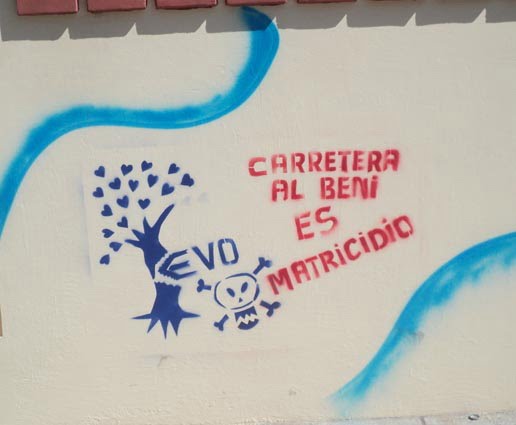 CARRETERA
AL BENi
ES
MATRiCiDiO
EVO